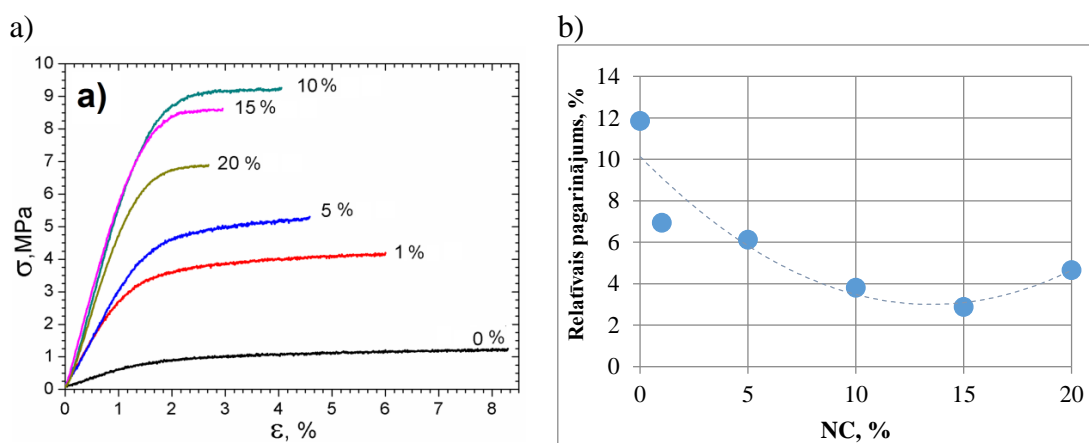 a)
b)
a)
σ,MPa
10
9
8
7
6
5
4
3
2
1
0
10 %
15 %
20 %
5 %
1 %
0 %
0 1 2 3 4 5 6 7 8
ε, %
Relatīvais pagarinājums, %
14
12
10
8
6
4
2
0
0 5 10 15 20
NC, %